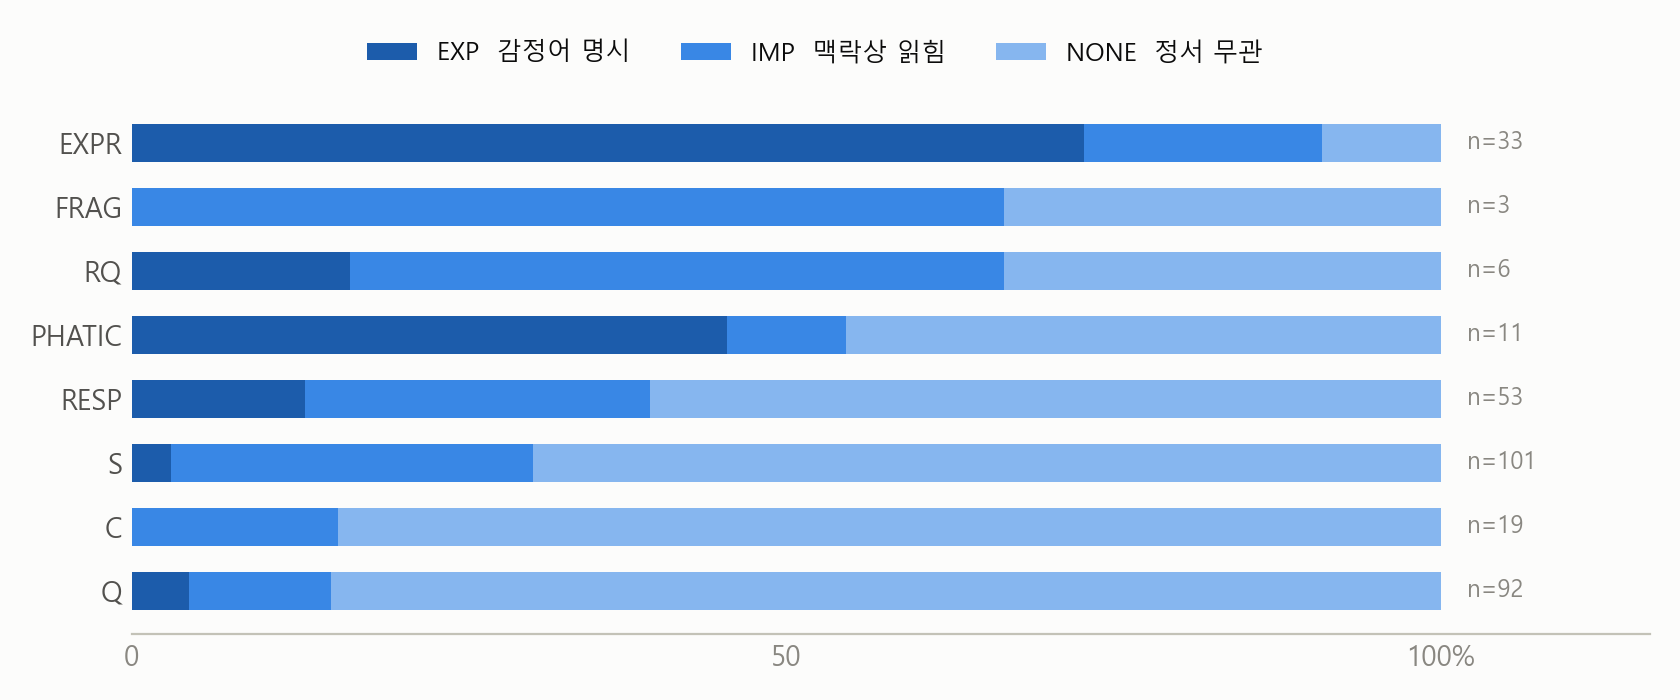 EXP 감정어 명시 IMP 맥락상 읽힘 NONE 정서 무관
EXPR n=33
FRAG n=3
RQ n=6
PHATIC n=11
RESP n=53
S n=101
C n=19
Q n=92
0 50 100%